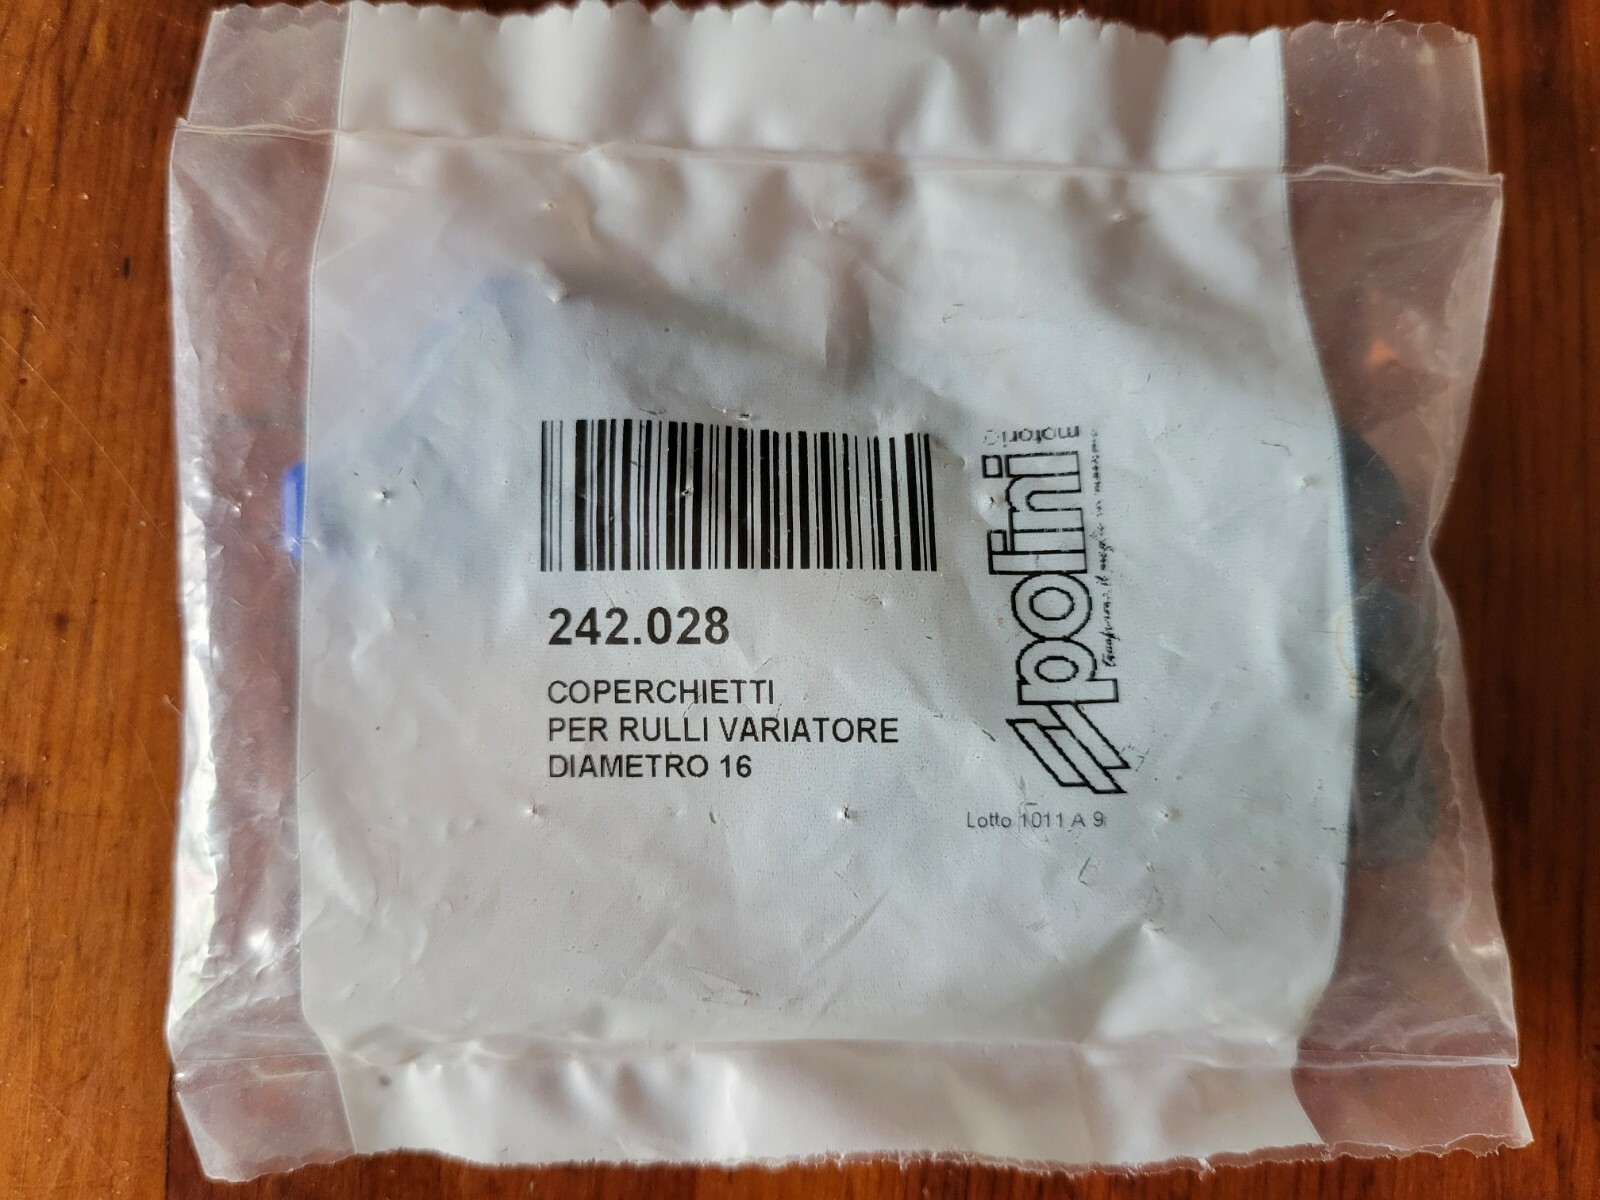 242.028
COPERCHIETTI
PER RULLI VARIATORE
DIAMETRO 16
polini
motori
Lotto 1011 A 9